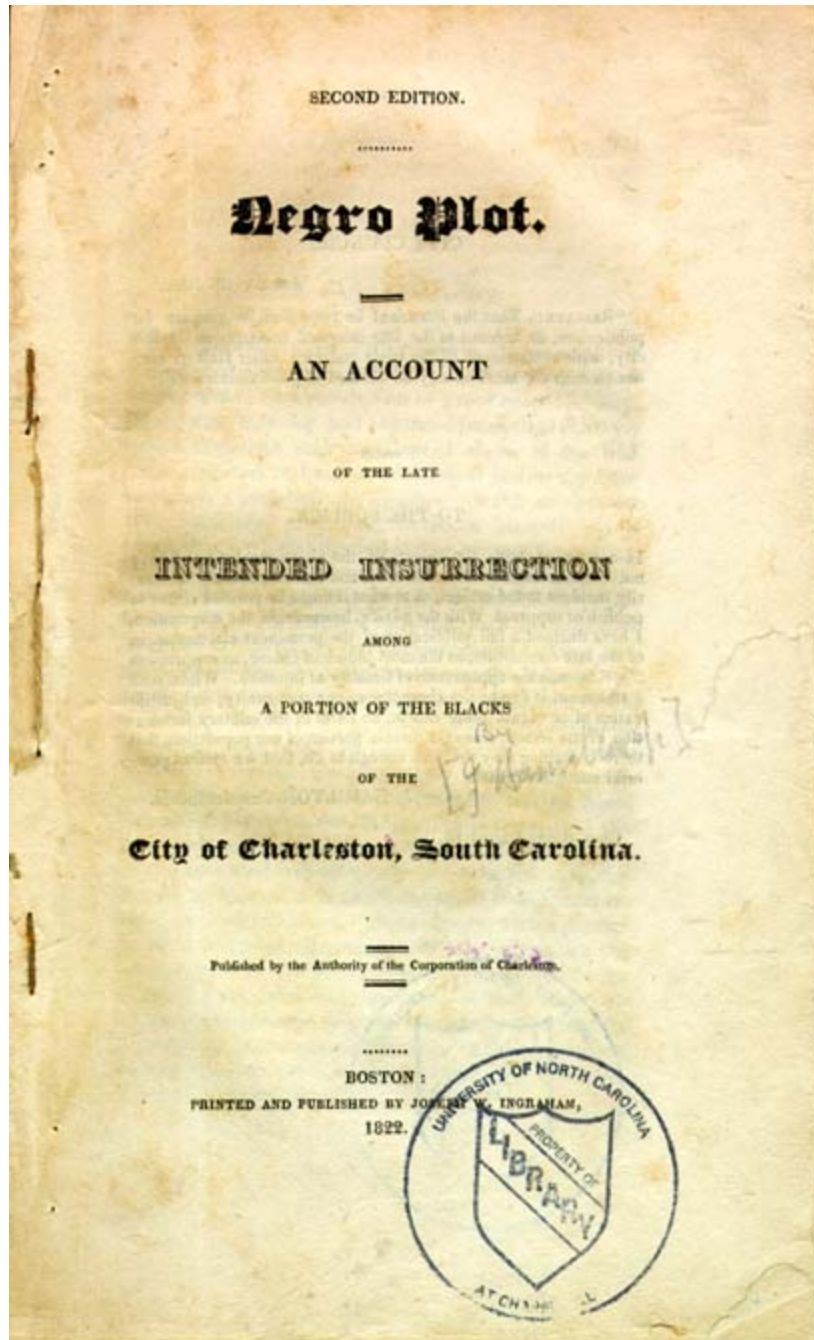 SECOND EDITION.
Negro Plot.
AN ACCOUNT
OF THE LATE
INTENDED INSURRECTION
AMONG
A PORTION OF THE BLACKS
By
OF THE
City of Charleston, South Carolina.
Published by the Authority of the Corporation of Charleston.
BOSTON :
PRINTED AND PUBLISHED BY JOSEPH W. INGRAHAM,
1822.
UNIVERSITY OF NORTH CAROLINA
PROPERTY OF
LIBRARY
AT